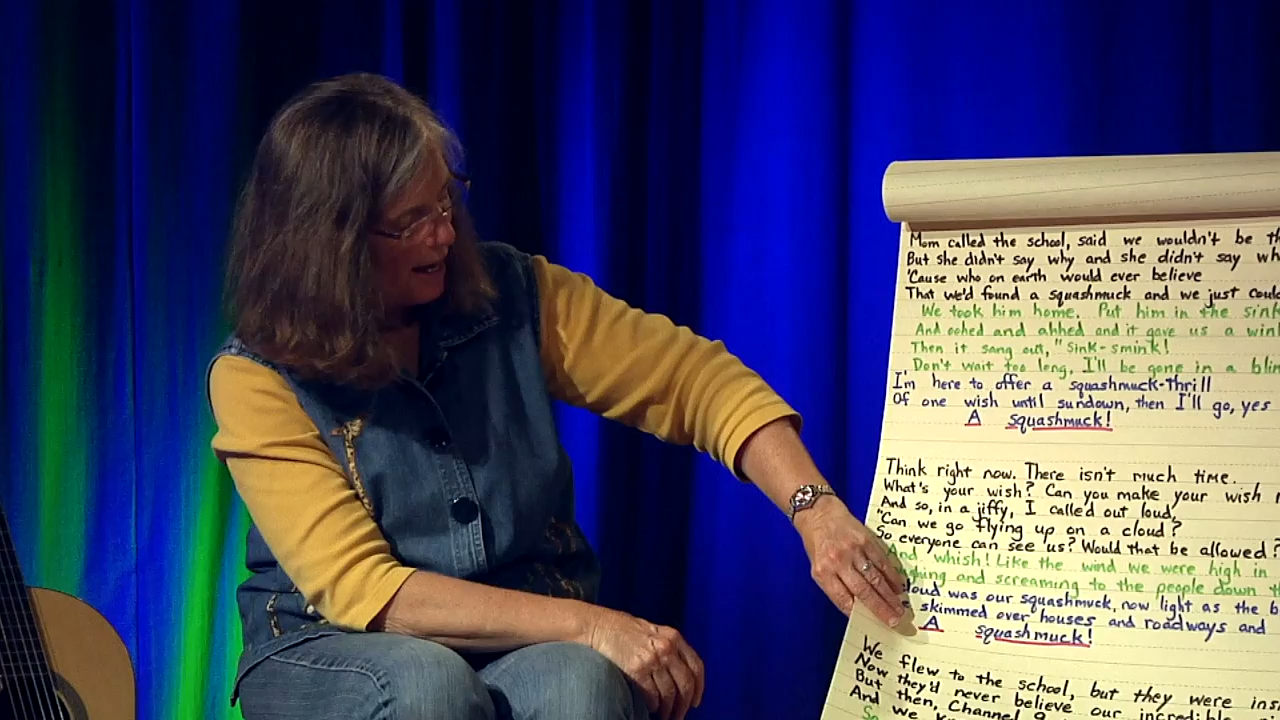 Mom called the school, said we wouldn't be
But she didn't say why and she didn't say
'Cause who on earth would ever believe
That we'd found a squashmuck and we just
We took him home. Put him in the sink
And oohed and ahhed and it gave us a
Then it sang out, "Sink-smink!
Don't wait too long, I'll be gone in a
I'm here to offer a squashmuck-thrill
Of one wish until sundown, then I'll go, yes
A squashmuck!
Think right now. There isn't much time.
What's your wish? Can you make your wish
And so, in a jiffy, I called out loud,
"Can we go flying up on a cloud?
So everyone can see us? Would that be allowed?
And whish! Like the wind we were high in
and screaming to the people down
cloud was our squashmuck, now light as the
skimmed over houses and roadways and
A squashmuck!
We flew to the school, but they were
Now they'd never believe our
But then, Channel
And we